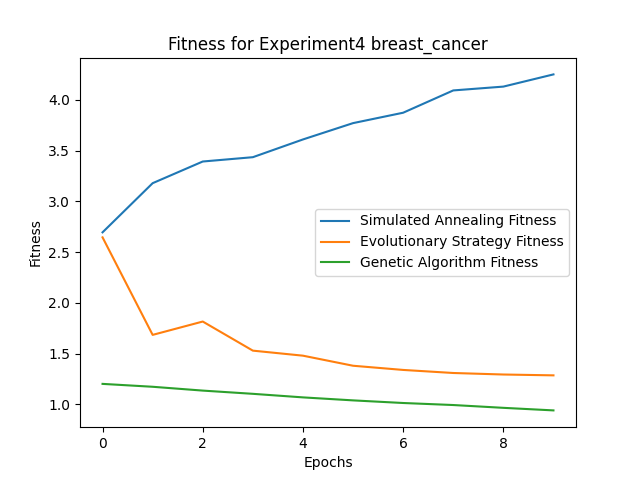 Fitness for Experiment4 breast_cancer
Fitness
4.0
3.5
3.0
2.5
2.0
1.5
1.0
Simulated Annealing Fitness
Evolutionary Strategy Fitness
Genetic Algorithm Fitness
0 2 4 6 8
Epochs